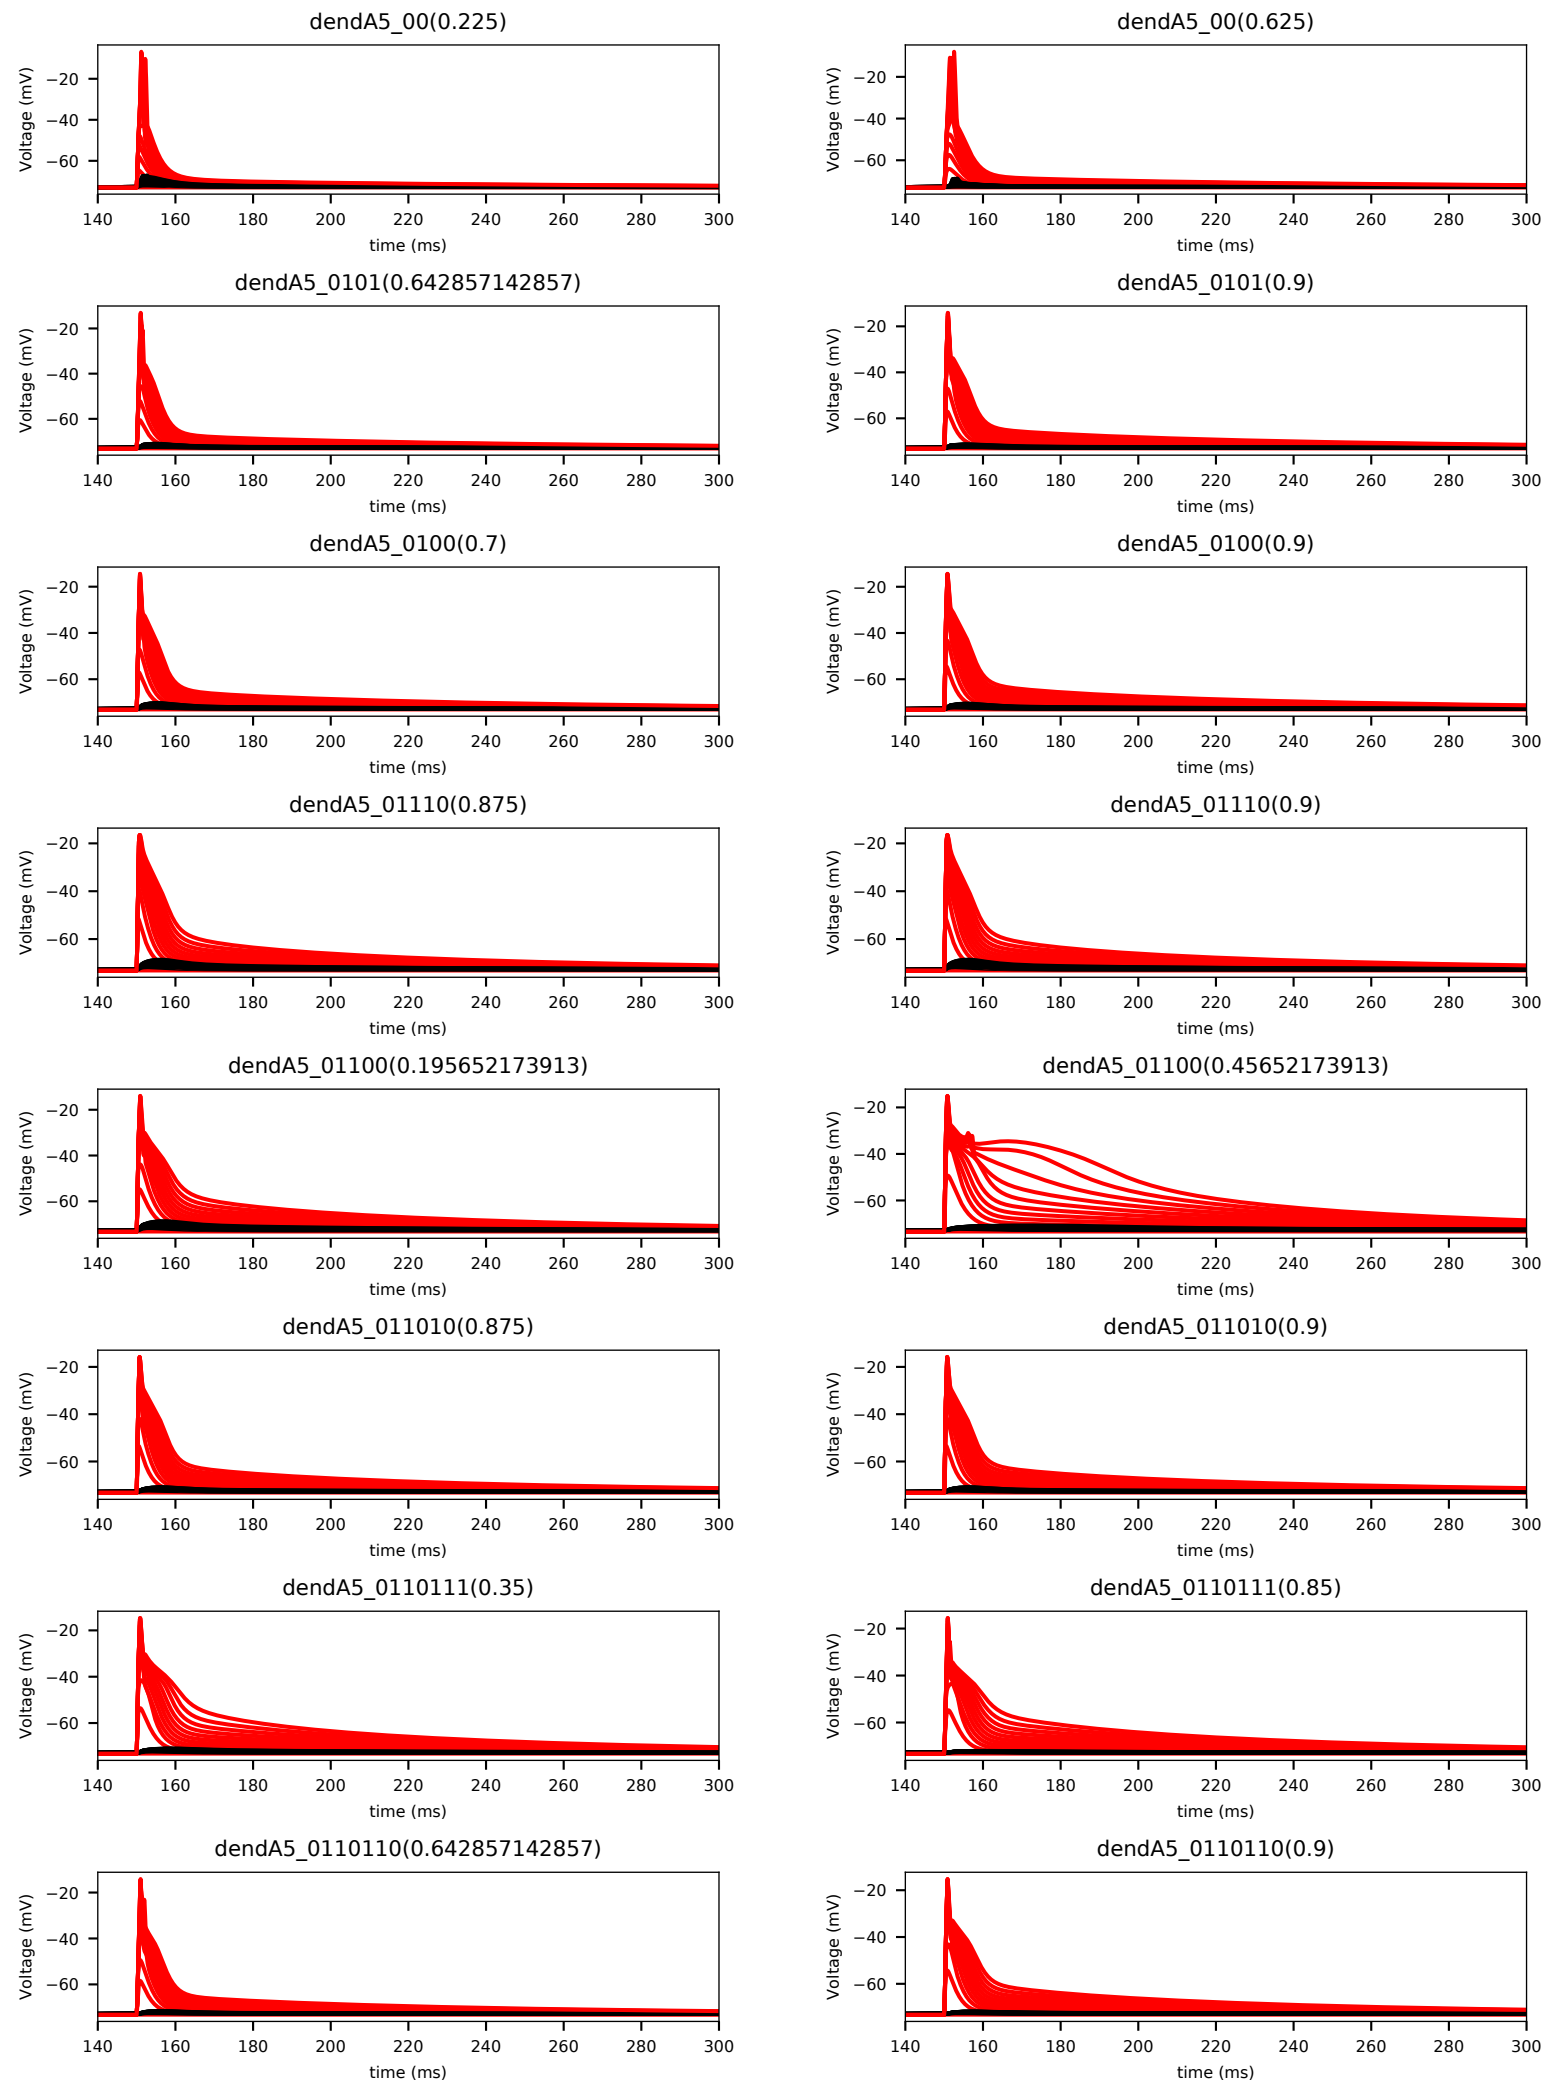 dendA5_00(0.225)
Voltage (mV)
−20
−40
−60
140 160 180 200 220 240 260 280 300
time (ms)
dendA5_00(0.625)
Voltage (mV)
−20
−40
−60
140 160 180 200 220 240 260 280 300
time (ms)
dendA5_0101(0.642857142857)
Voltage (mV)
−20
−40
−60
140 160 180 200 220 240 260 280 300
time (ms)
dendA5_0101(0.9)
Voltage (mV)
−20
−40
−60
140 160 180 200 220 240 260 280 300
time (ms)
dendA5_0100(0.7)
Voltage (mV)
−20
−40
−60
140 160 180 200 220 240 260 280 300
time (ms)
dendA5_0100(0.9)
Voltage (mV)
−20
−40
−60
140 160 180 200 220 240 260 280 300
time (ms)
dendA5_01110(0.875)
Voltage (mV)
−20
−40
−60
140 160 180 200 220 240 260 280 300
time (ms)
dendA5_01110(0.9)
Voltage (mV)
−20
−40
−60
140 160 180 200 220 240 260 280 300
time (ms)
dendA5_01100(0.195652173913)
Voltage (mV)
−20
−40
−60
140 160 180 200 220 240 260 280 300
time (ms)
dendA5_01100(0.45652173913)
Voltage (mV)
−20
−40
−60
140 160 180 200 220 240 260 280 300
time (ms)
dendA5_011010(0.875)
Voltage (mV)
−20
−40
−60
140 160 180 200 220 240 260 280 300
time (ms)
dendA5_011010(0.9)
Voltage (mV)
−20
−40
−60
140 160 180 200 220 240 260 280 300
time (ms)
dendA5_0110111(0.35)
Voltage (mV)
−20
−40
−60
140 160 180 200 220 240 260 280 300
time (ms)
dendA5_0110111(0.85)
Voltage (mV)
−20
−40
−60
140 160 180 200 220 240 260 280 300
time (ms)
dendA5_0110110(0.642857142857)
Voltage (mV)
−20
−40
−60
140 160 180 200 220 240 260 280 300
time (ms)
dendA5_0110110(0.9)
Voltage (mV)
−20
−40
−60
140 160 180 200 220 240 260 280 300
time (ms)